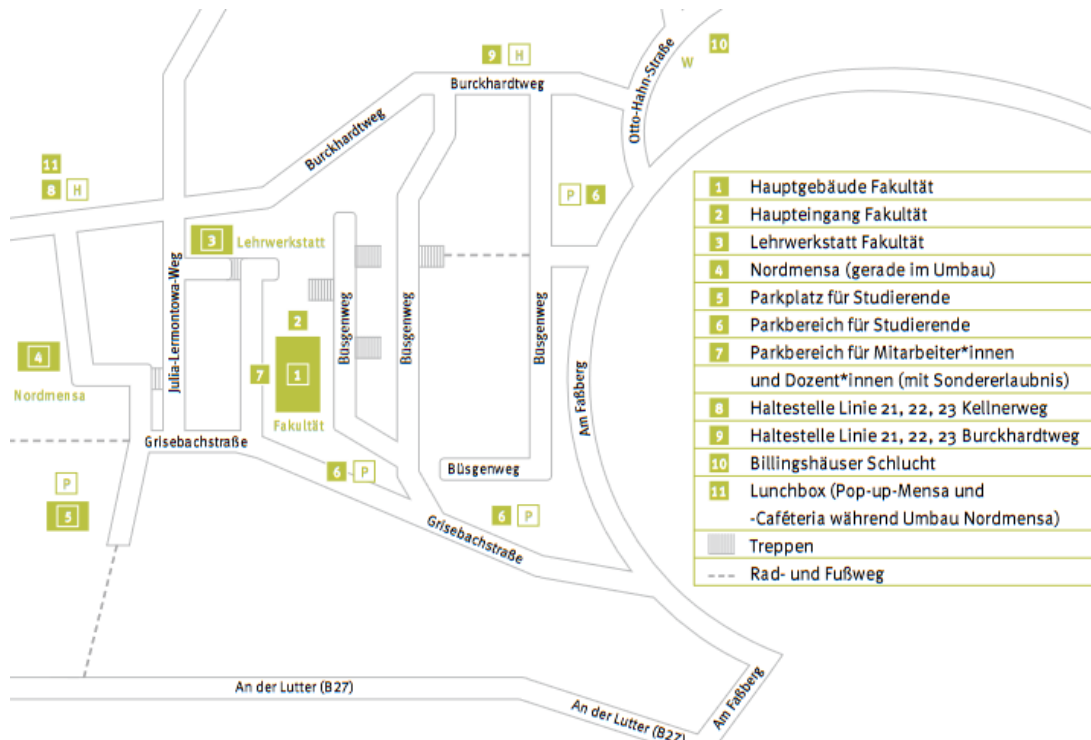 9 H
10
W
Burckhardtweg
Otto-Hahn-Straße
Burckhardtweg
11
8 H
P 6
3 Lehrwerkstatt
Julia-Lermontowa-Weg
2
Büsgenweg
Büsgenweg
Büsgenweg
4
Nordmensa
7
1
Fakultät
Am Faßberg
Grisebachstraße
6 P
Büsgenweg
P
5
6 P
Grisebachstraße
An der Lutter (B27)
An der Lutter (B27)
Am Faßberg
1 Hauptgebäude Fakultät
2 Haupteingang Fakultät
3 Lehrwerkstatt Fakultät
4 Nordmensa (gerade im Umbau)
5 Parkplatz für Studierende
6 Parkbereich für Studierende
7 Parkbereich für Mitarbeiter*innen
und Dozent*innen (mit Sondererlaubnis)
8 Haltestelle Linie 21, 22, 23 Kellnerweg
9 Haltestelle Linie 21, 22, 23 Burckhardtweg
10 Billingshäuser Schlucht
11 Lunchbox (Pop-up-Mensa und
-Caféteria während Umbau Nordmensa)
Treppen
Rad- und Fußweg